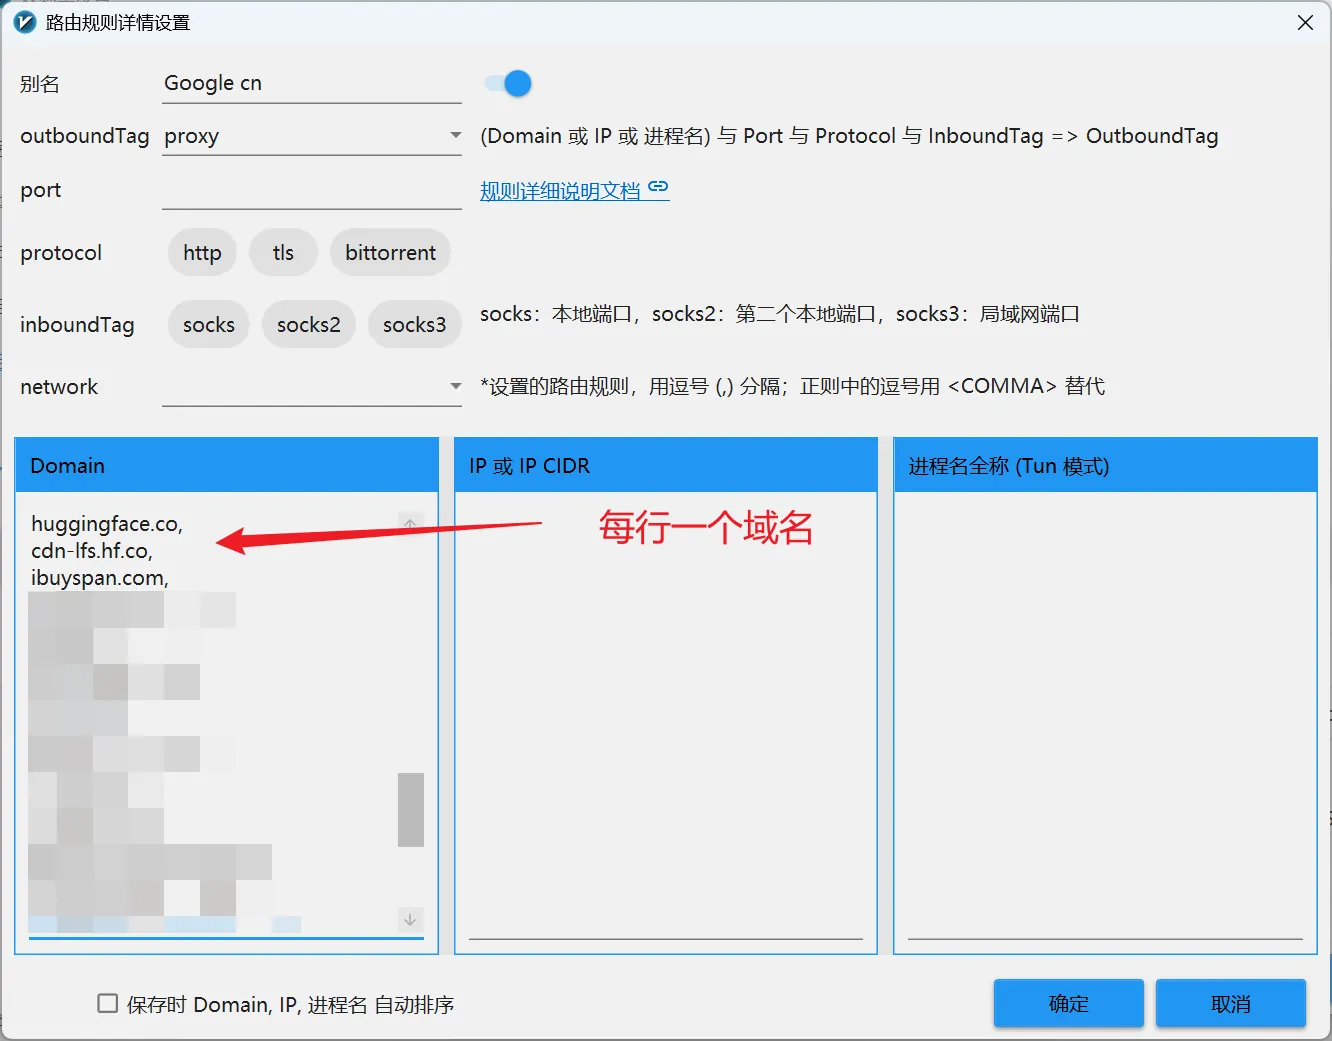 路由规则详情设置
别名 Google cn
outboundTag proxy (Domain 或 IP 或 进程名) 与 Port 与 Protocol 与 InboundTag => OutboundTag
port 规则详细说明文档
protocol http tls bittorrent
inboundTag socks socks2 socks3 socks：本地端口，socks2：第二个本地端口，socks3：局域网端口
network *设置的路由规则，用逗号 (,) 分隔；正则中的逗号用 <COMMA> 替代
Domain IP 或 IP CIDR 进程名全称 (Tun 模式)
huggingface.co,
每行一个域名
cdn-lfs.hf.co,
ibuyspan.com,
保存时 Domain, IP, 进程名 自动排序 确定 取消